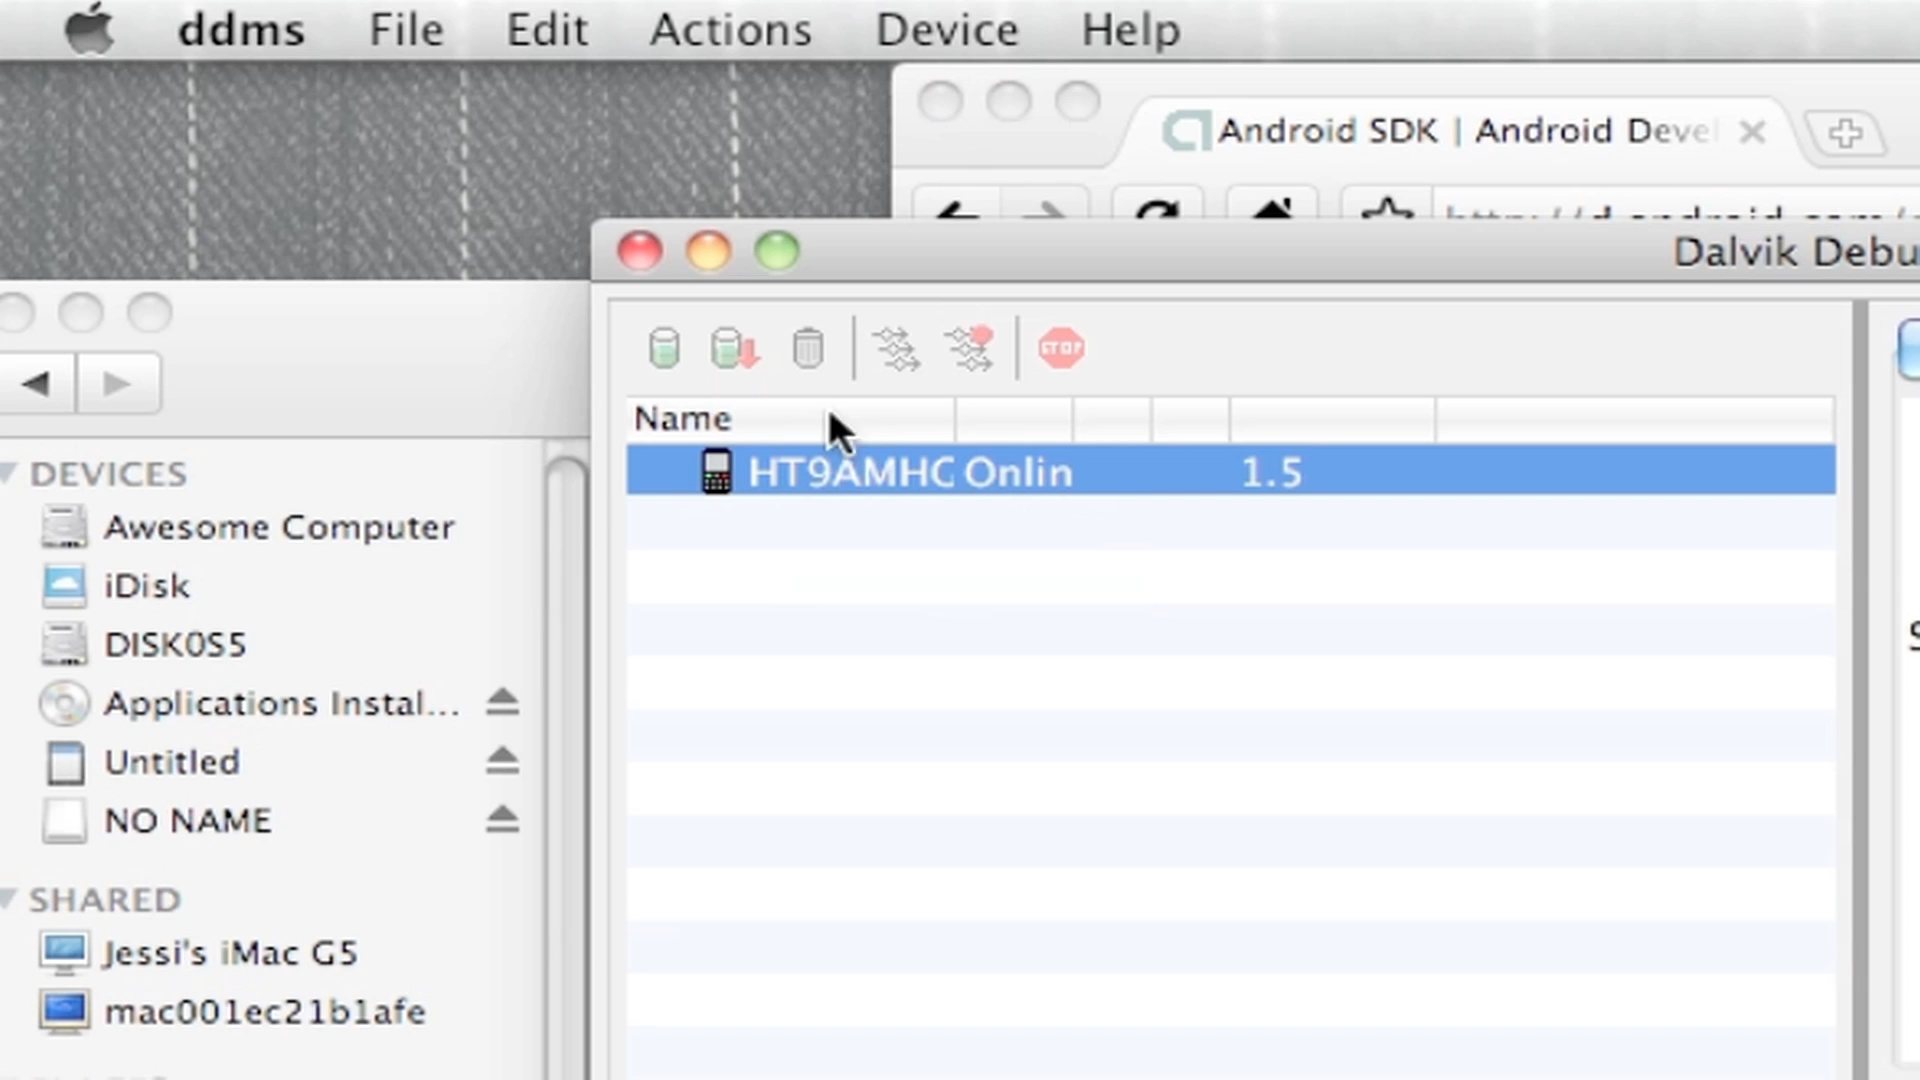 ddms File Edit Actions Device Help
Android SDK | Android Devel
Dalvik Debu
STOP
Name
HT9AMHC Onlin 1.5
DEVICES
Awesome Computer
iDisk
DISK0S5
Applications Instal...
Untitled
NO NAME
SHARED
Jessi's iMac G5
mac001ec21b1afe